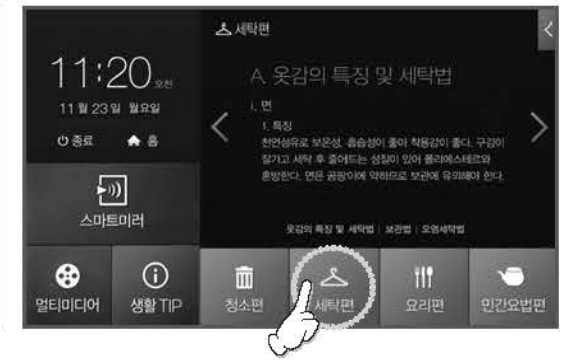 세탁편
11:20 오전
11월 23일 월요일
종료 홈
A. 옷감의 특징 및 세탁법
i. 면
1. 특징
천연섬유로 보온성, 흡습성이 좋아 착용감이 좋다. 구김이
잘가고 세탁 후 줄어드는 성질이 있어 폴리에스테르와
혼방한다. 면은 곰팡이에 약하므로 보관에 유의해야 한다.
옷감의 특징 및 세탁법 | 보관법 | 오염세탁법
스마트미러
멀티미디어
생활 TIP
청소편
세탁편
요리편
민간요법편